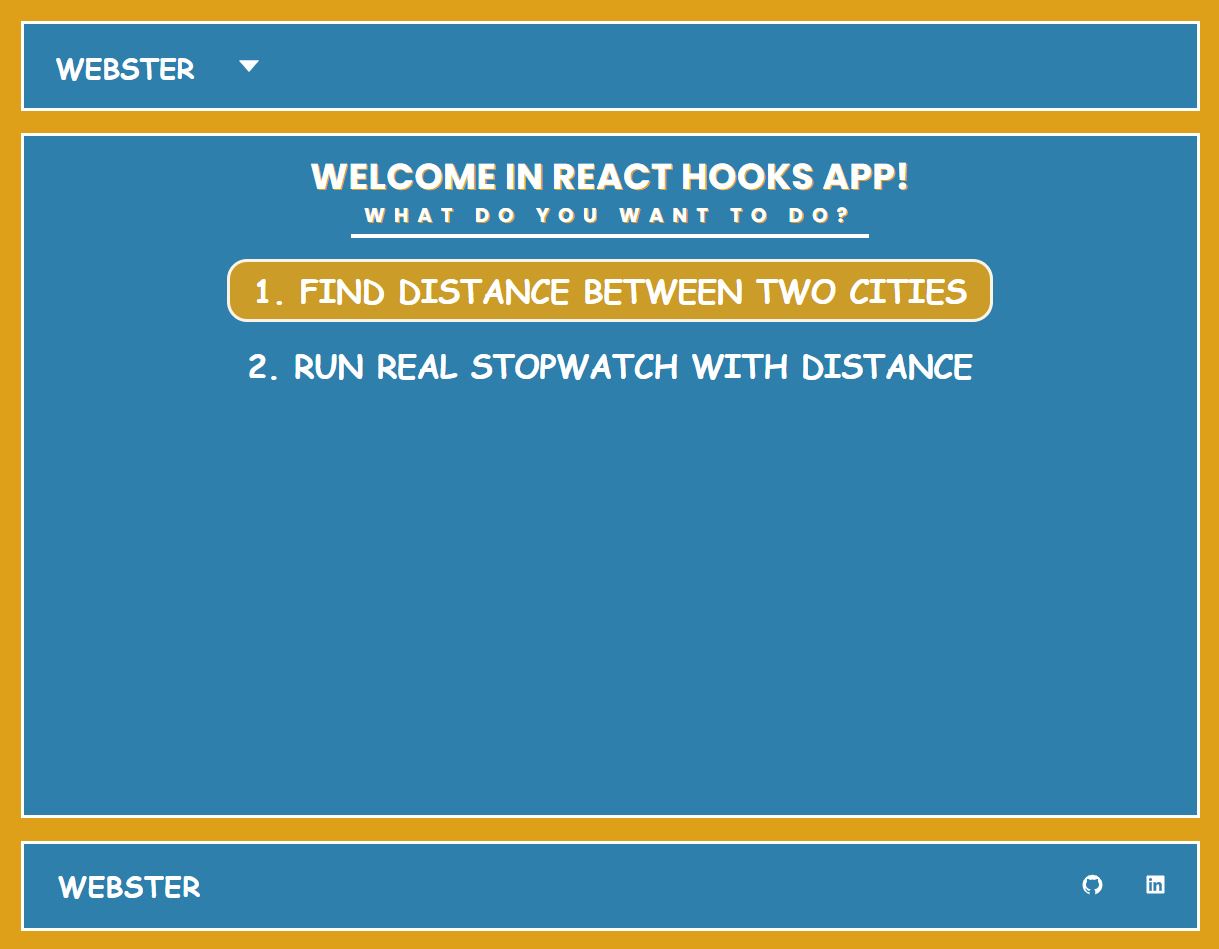 WEBSTER
WELCOME IN REACT HOOKS APP!
WHAT DO YOU WANT TO DO?
1. FIND DISTANCE BETWEEN TWO CITIES
2. RUN REAL STOPWATCH WITH DISTANCE
WEBSTER
in